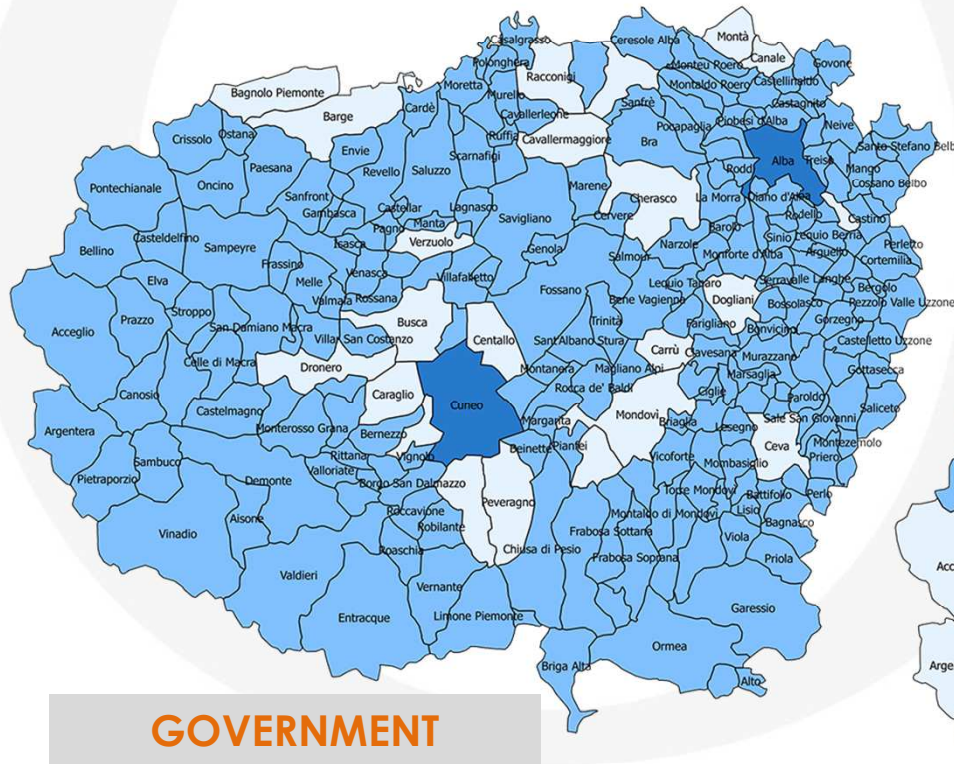 Casalgrasso
Ceresole Alba
Montà
Polonghera
Monteu Roero
Canale
Govone
Racconigi
Bagnolo Piemonte
Moretta
Murello
Montaldo Roero
Castellinaldo
Barge
Cardè
Cavallerleone
Sanfrè
Castagnito
Crissolo
Ostana
Envie
Ruffia
Cavallermaggiore
Pocapaglia
Piobesi d'Alba
Neive
Paesana
Scarnafigi
Bra
Santo Stefano Belb
Pontechianale
Oncino
Revello
Saluzzo
Roddi
Alba
Treiso
Mango
Sanfront
Marene
Cossano Belbo
Gambasca
Castellar
Lagnasco
Savigliano
Cervere
Cherasco
La Morra
Diano d'Alba
Pagno
Manta
Rodello
Castino
Bellino
Casteldelfino
Sampeyre
Isasca
Verzuolo
Genola
Narzole
Barolo
Sinio
Lequio Berria
Perletto
Frassino
Salmour
Monforte d'Alba
Arguello
Cortemilia
Elva
Melle
Venasca
Villafalletto
Fossano
Lequio Tanaro
Serravalle Langhe
Bergolo
Acceglio
Prazzo
Stroppo
Valmala
Rossana
Bene Vagienna
Dogliani
Bossolasco
Rezzolo Valle Uzzone
San Damiano Macra
Busca
Trinità
Farigliano
Bonvicino
Gorzegno
Villar San Costanzo
Centallo
Sant'Albano Stura
Castelletto Uzzone
Celle di Macra
Dronero
Carrù
Clavesana
Murazzano
Montanera
Magliano Alpi
Marsaglia
Gottasecca
Canosio
Caraglio
Rocca de' Baldi
Ciglie
Paroldo
Castelmagno
Cuneo
Mondovì
Saliceto
Argentera
Monterosso Grana
Bernezzo
Margarita
Briaglia
Lesegno
Sale San Giovanni
Montezemolo
Sambuco
Rittana
Vignolo
Beinette
Pianfei
Vicoforte
Mombasiglio
Ceva
Priero
Pietraporzio
Valloriate
Demonte
Borgo San Dalmazzo
Peveragno
Torre Mondovì
Battifollo
Perlo
Aisone
Roccavione
Montaldo di Mondovì
Lisio
Bagnasco
Vinadio
Robilante
Frabosa Sottana
Viola
Roaschia
Chiusa di Pesio
Frabosa Soprana
Priola
Valdieri
Vernante
Acc
Entracque
Limone Piemonte
Garessio
Ormea
Briga Alta
Alto
Arge
GOVERNMENT